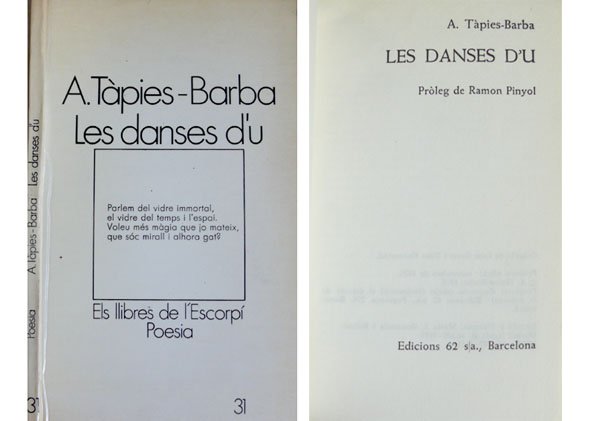 A. Tàpies-Barba
Les danses d'u
Parlem del vidre immortal,
el vidre del temps i l'espai.
Voleu més màgia que jo mateix,
que sóc mirall i alhora gat?
Els llibres de l'Escorpí
Poesia
31
31 Poesia A. Tàpies-Barba Les danses d'u
A. Tàpies-Barba
LES DANSES D'U
Pròleg de Ramon Pinyol
Edicions 62 s|a., Barcelona